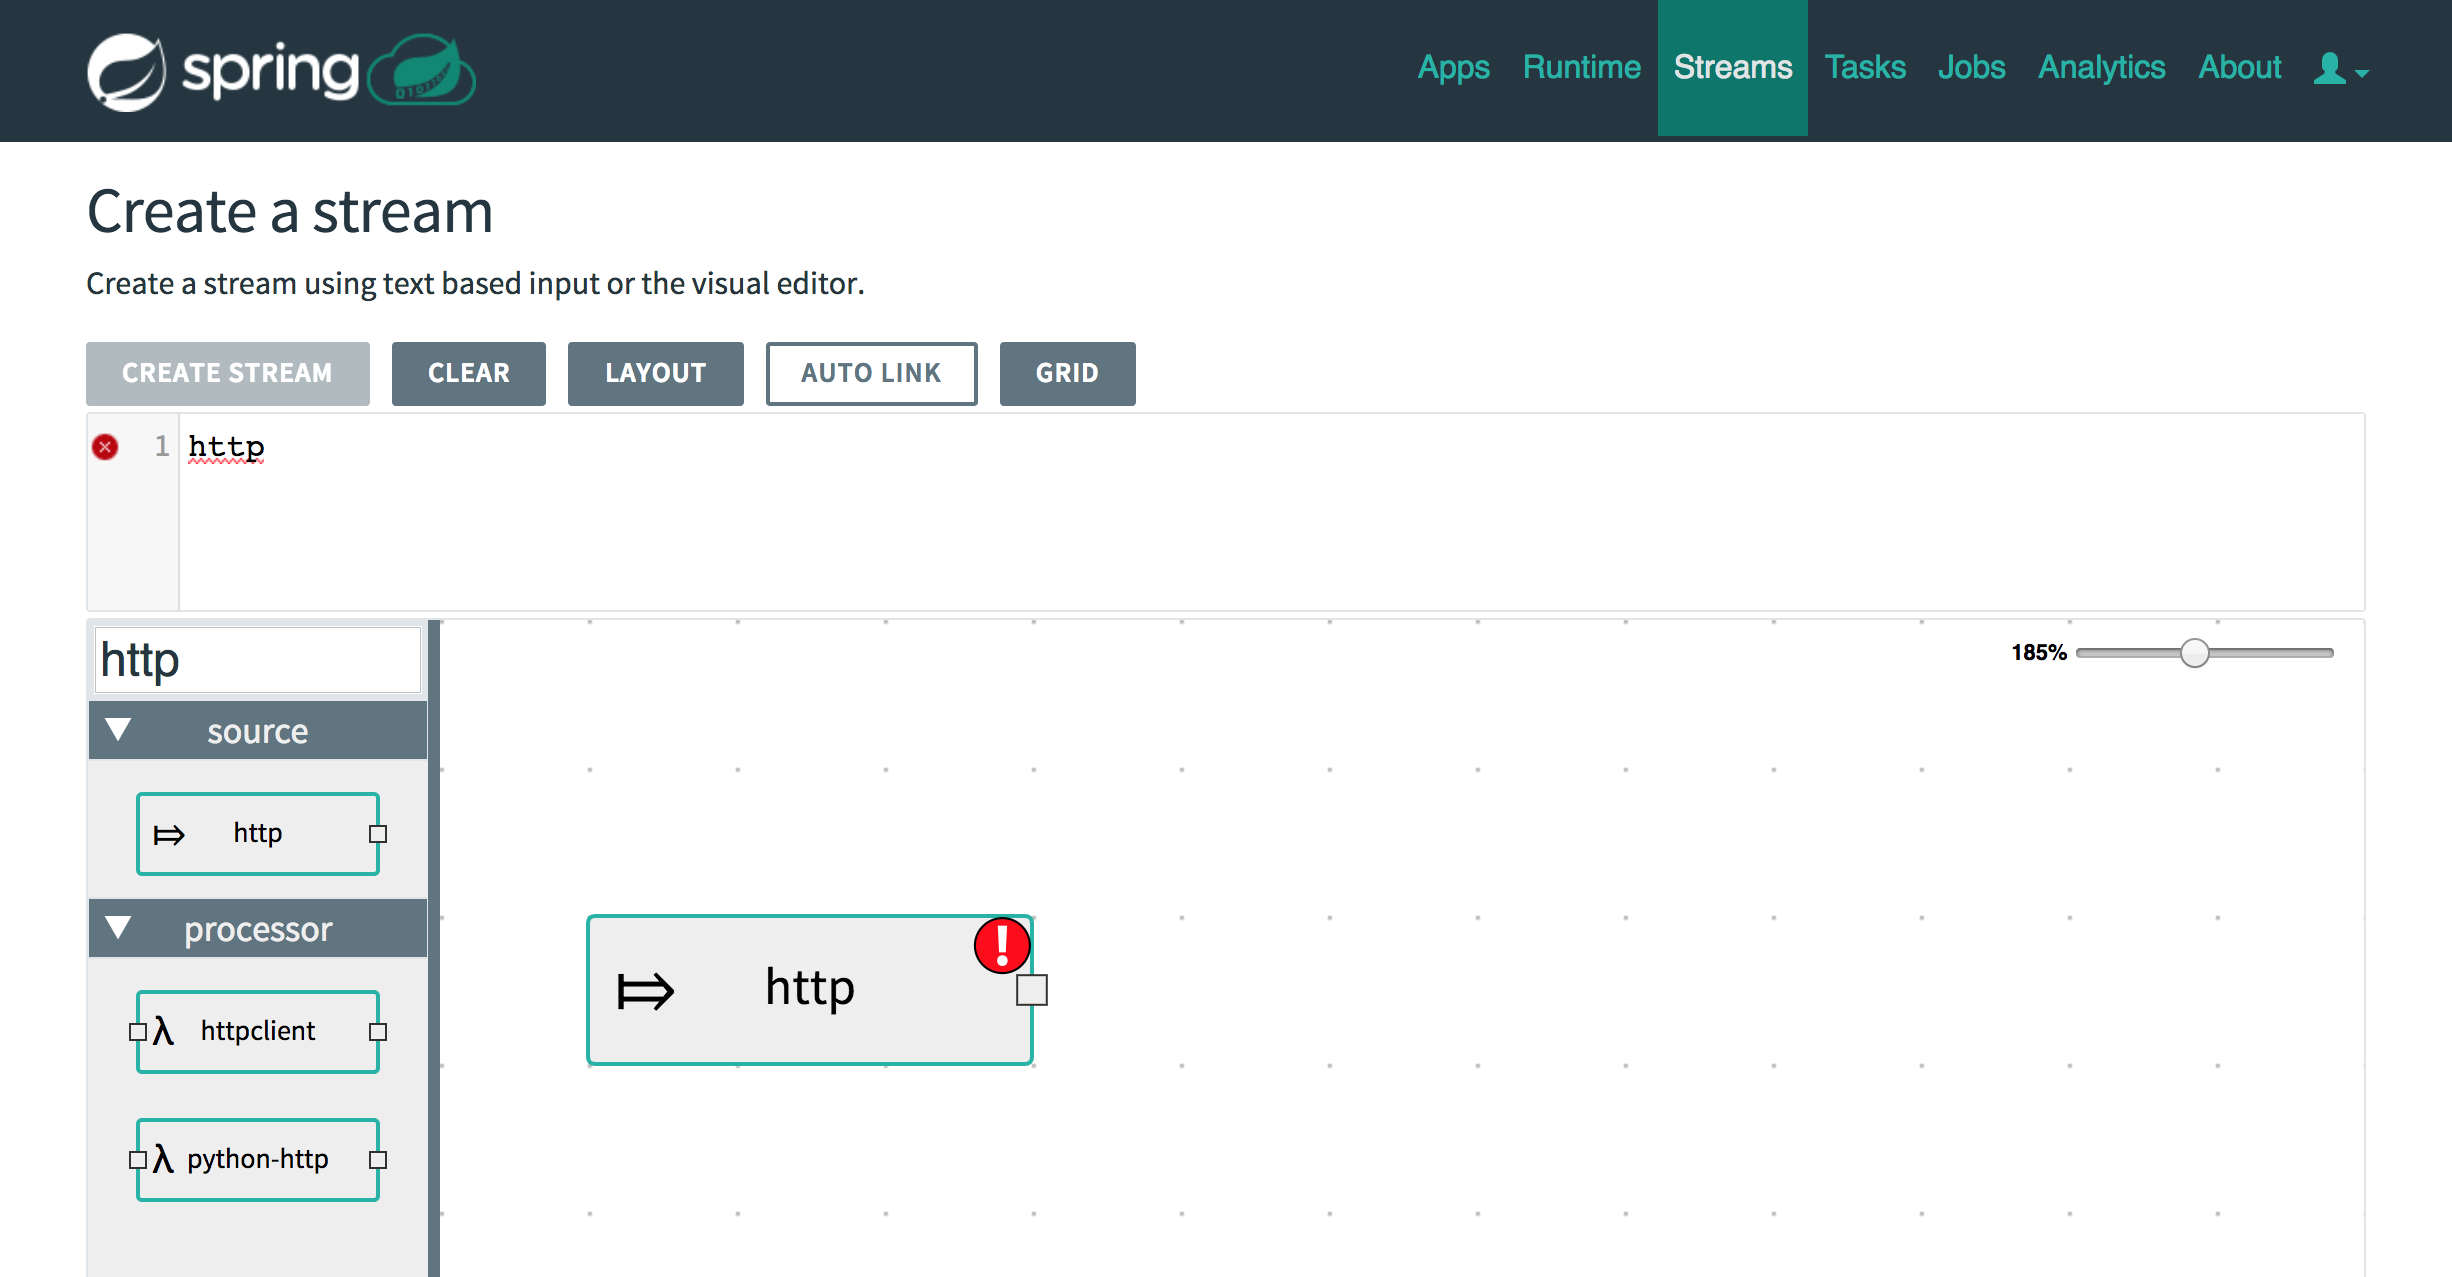 spring
Apps Runtime Streams Tasks Jobs Analytics About
Create a stream
Create a stream using text based input or the visual editor.
CREATE STREAM CLEAR LAYOUT AUTO LINK GRID
1 http
http
185%
source
http
processor
httpclient
python-http
http